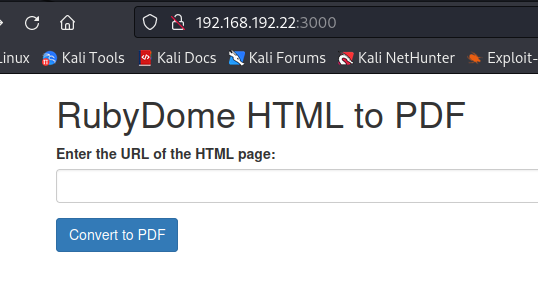 192.168.192.22:3000
Linux Kali Tools Kali Docs Kali Forums Kali NetHunter Exploit-
RubyDome HTML to PDF
Enter the URL of the HTML page:
Convert to PDF